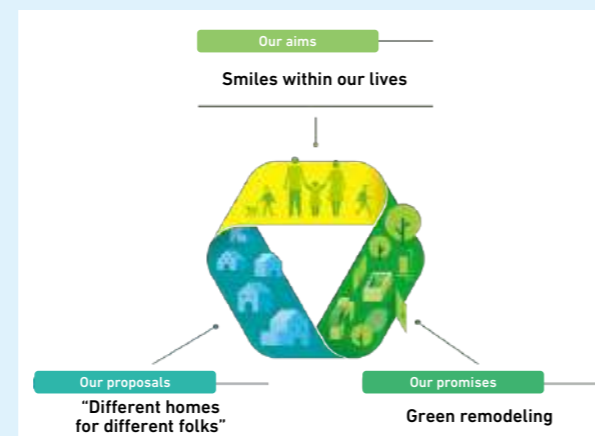 Our aims
Smiles within our lives
Our proposals
“Different homes
for different folks”
Our promises
Green remodeling